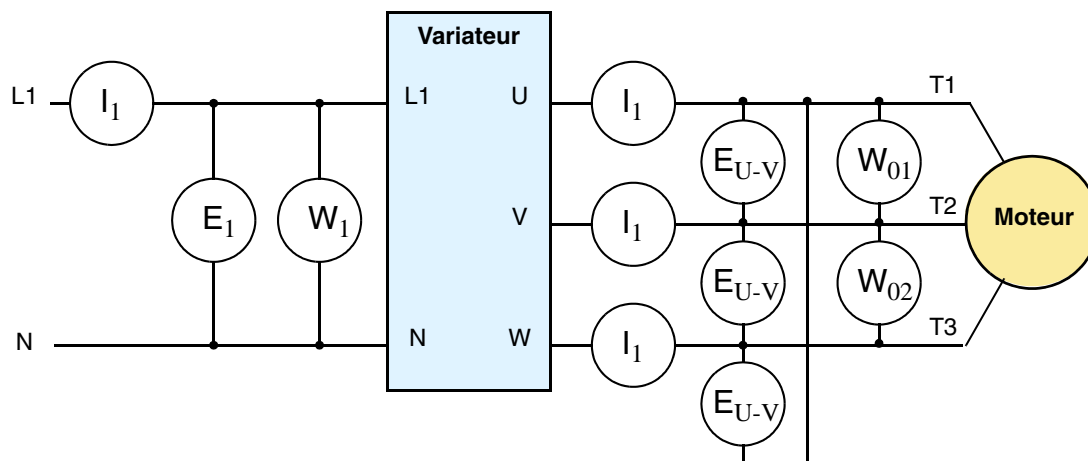 Variateur
L1 I1 L1 U I1 T1
EU-V W01
E1 W1 V I1 T2 Moteur
EU-V W02
N N W I1 T3
EU-V